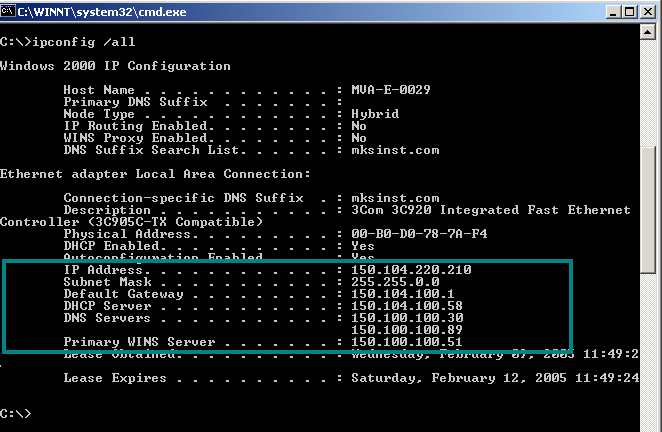 C:\WINNT\system32\cmd.exe
C:\>ipconfig /all
Windows 2000 IP Configuration
Host Name . . . . . . . . . . . . : MVA-E-0029
Primary DNS Suffix . . . . . . . :
Node Type . . . . . . . . . . . . : Hybrid
IP Routing Enabled. . . . . . . . : No
WINS Proxy Enabled. . . . . . . . : No
DNS Suffix Search List. . . . . . : mksinst.com
Ethernet adapter Local Area Connection:
Connection-specific DNS Suffix . : mksinst.com
Description . . . . . . . . . . . : 3Com 3C920 Integrated Fast Ethernet
Controller (3C905C-TX Compatible)
Physical Address. . . . . . . . . : 00-B0-D0-78-7A-F4
DHCP Enabled. . . . . . . . . . . : Yes
Autoconfiguration Enabled . . . . : Yes
IP Address. . . . . . . . . . . . : 150.104.220.210
Subnet Mask . . . . . . . . . . . : 255.255.0.0
Default Gateway . . . . . . . . . : 150.104.100.1
DHCP Server . . . . . . . . . . . : 150.104.100.58
DNS Servers . . . . . . . . . . . : 150.100.100.30
150.100.100.89
Primary WINS Server . . . . . . . : 150.100.100.51
Lease Obtained. . . . . . . . . . : Wednesday, February 09, 2005 11:49:2
Lease Expires . . . . . . . . . . : Saturday, February 12, 2005 11:49:24
C:\>